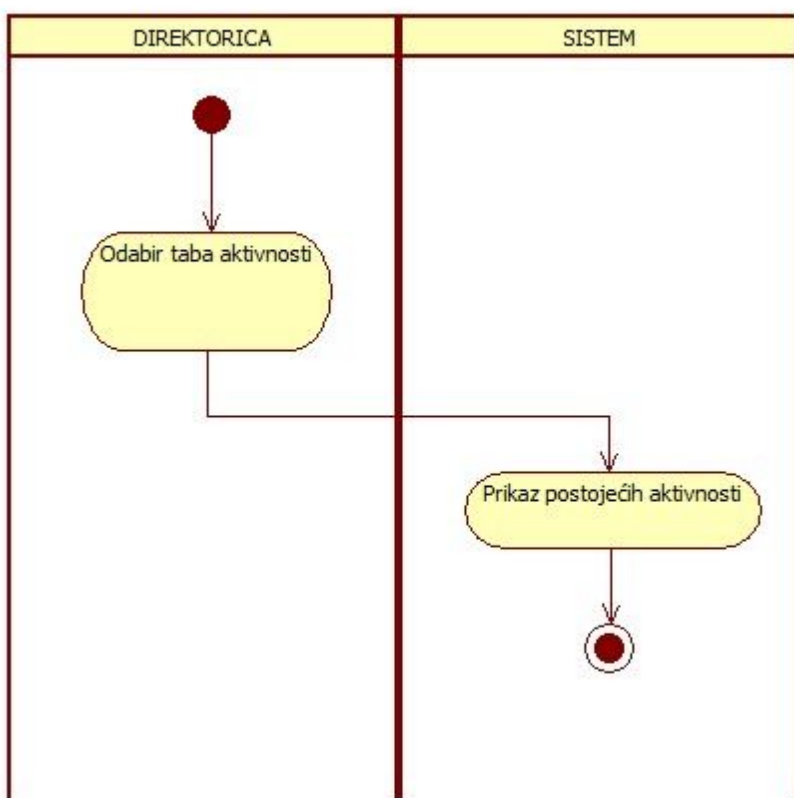 DIREKTORICA
SISTEM
Odabir taba aktivnosti
Prikaz postojećih aktivnosti